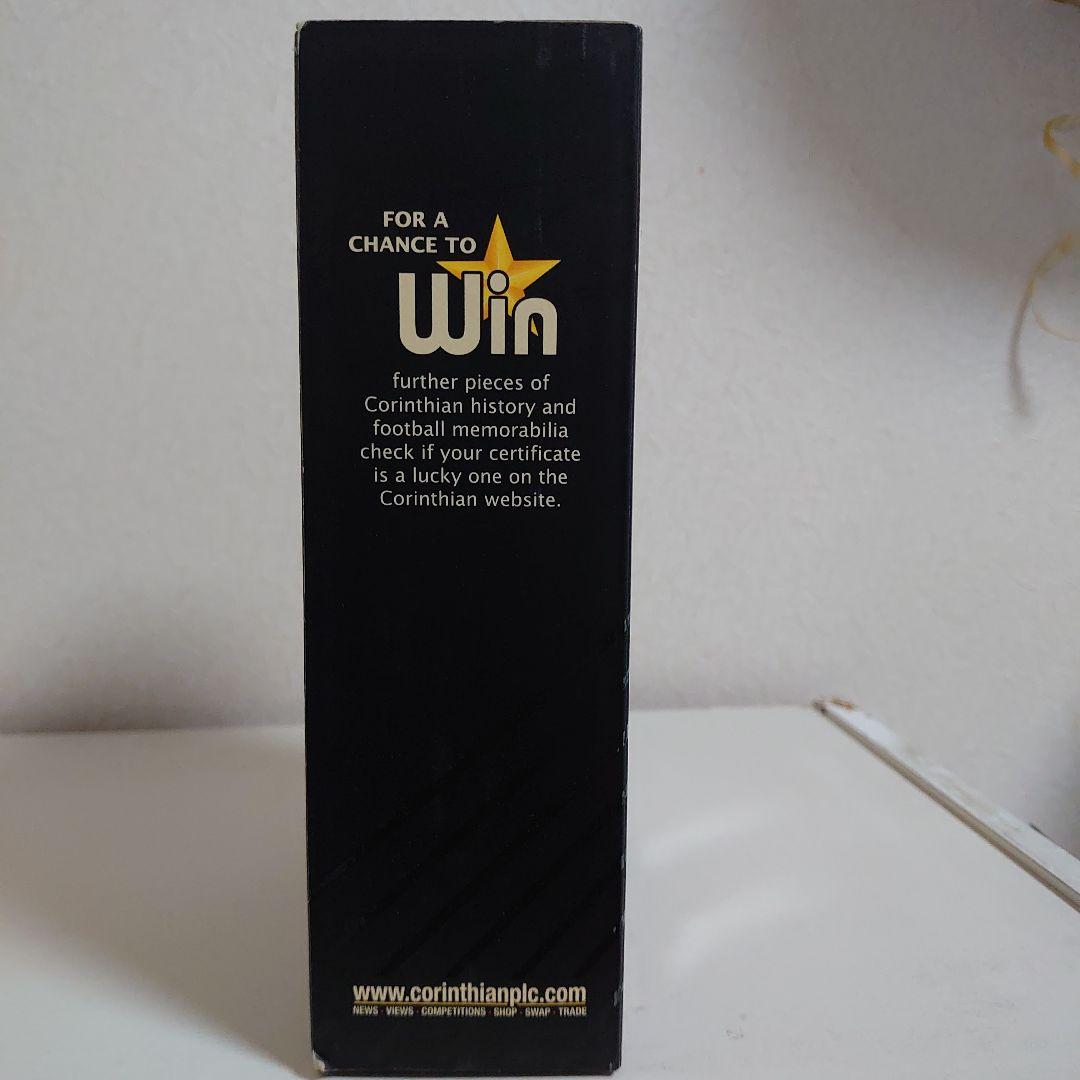 FOR A
CHANCE TO
Win
further pieces of
Corinthian history and
football memorabilia
check if your certificate
is a lucky one on the
Corinthian website.
www.corinthianplc.com
NEWS · VIEWS · COMPETITIONS · SHOP · SWAP · TRADE